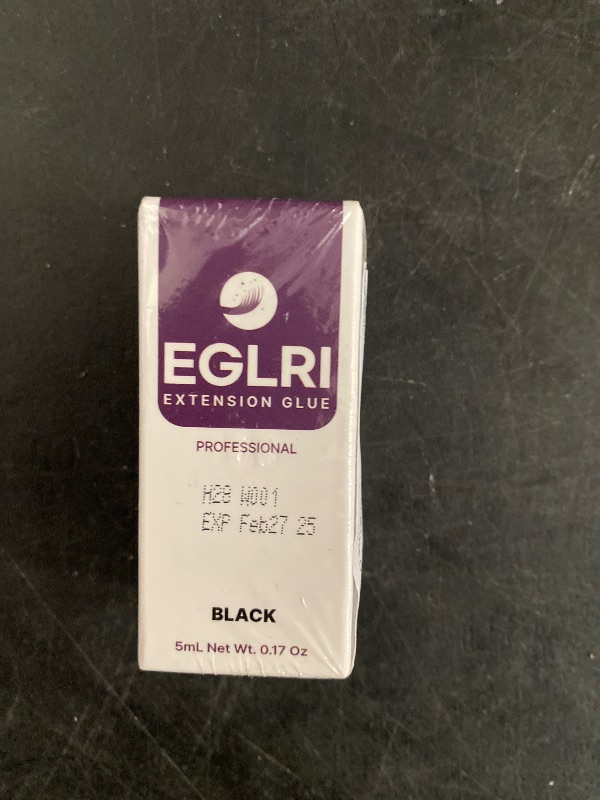 EGLRI
EXTENSION GLUE
PROFESSIONAL
H28 W001
EXP Feb27 25
BLACK
5mL Net Wt. 0.17 Oz